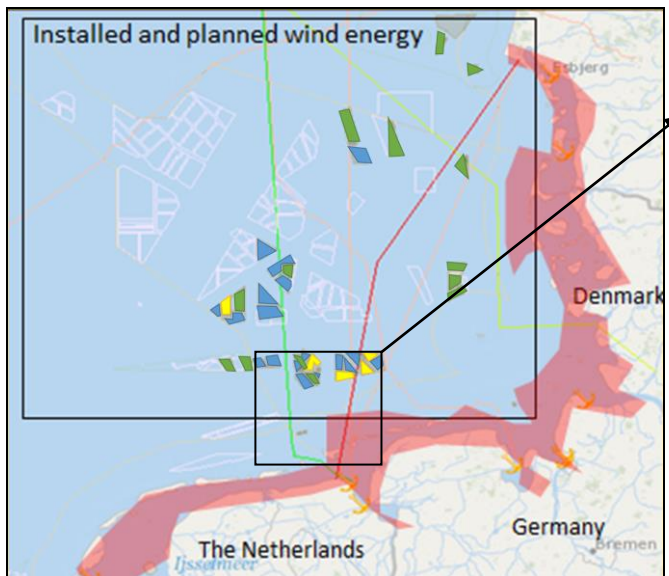 Installed and planned wind energy
Esbjerg
Denmark
Germany
Bremen
The Netherlands
Ijsselmeer